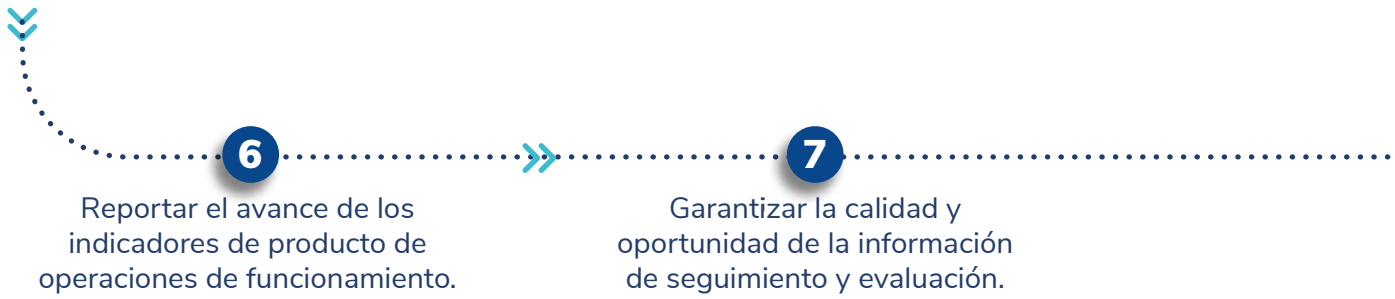 6
Reportar el avance de los
indicadores de producto de
operaciones de funcionamiento.
7
Garantizar la calidad y
oportunidad de la información
de seguimiento y evaluación.